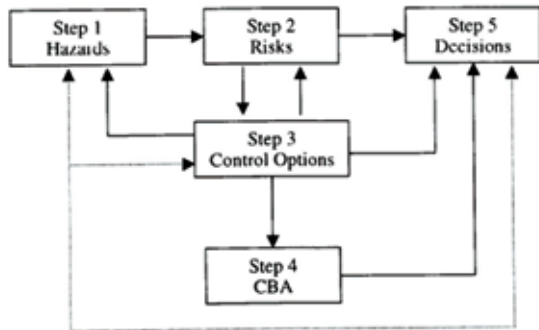 Step 1
Hazards
Step 2
Risks
Step 5
Decisions
Step 3
Control Options
Step 4
CBA